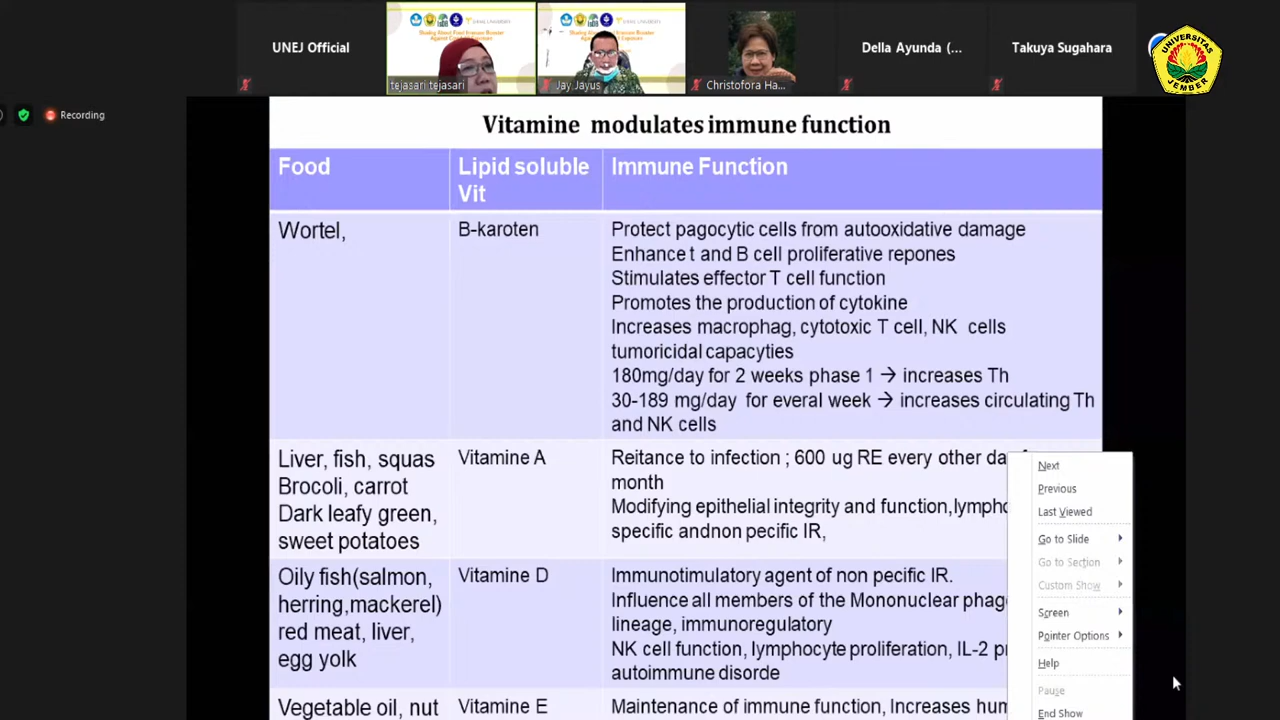 UNEJ Official
tejasari tejasari
Jay Jayus
Christofora Ha...
Della Ayunda (...
Takuya Sugahara
UNIVERSITAS
JEMBER
Recording
Vitamine modulates immune function
Food
Lipid soluble
Vit
Immune Function
Wortel,
B-karoten
Protect pagocytic cells from autooxidative damage
Enhance t and B cell proliferative repones
Stimulates effector T cell function
Promotes the production of cytokine
Increases macrophag, cytotoxic T cell, NK cells
tumoricidal capacyties
180mg/day for 2 weeks phase 1 → increases Th
30-189 mg/day for everal week → increases circulating Th
and NK cells
Liver, fish, squas
Brocoli, carrot
Dark leafy green,
sweet potatoes
Vitamine A
Reitance to infection ; 600 ug RE every other
month
Modifying epithelial integrity and function,
specific andnon pecific IR,
Oily fish(salmon,
herring,mackerel)
red meat, liver,
egg yolk
Vitamine D
Immunotimulatory agent of non pecific IR.
Influence all members of the Mononuclear
lineage, immunoregulatory
NK cell function, lymphocyte proliferation, IL-2
autoimmune disorde
Vegetable oil, nut
Vitamine E
Maintenance of immune function, Increases
Next
Previous
Last Viewed
Go to Slide
Go to Section
Custom Show
Screen
Pointer Options
Help
Pause
End Show